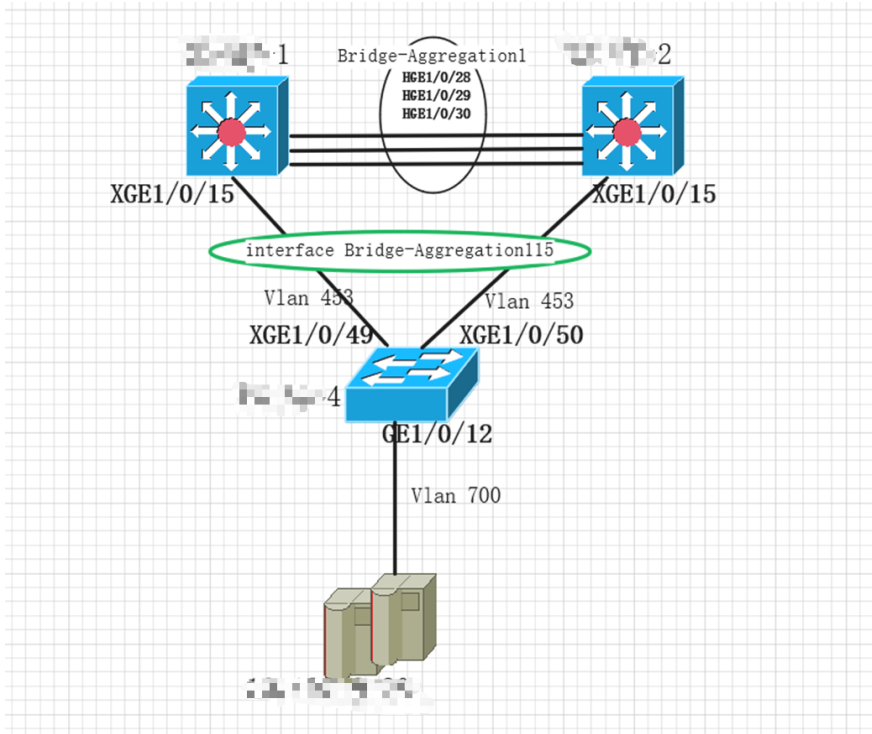 1
Bridge-Aggregation1
2
HGE1/0/28
HGE1/0/29
HGE1/0/30
XGE1/0/15
XGE1/0/15
interface Bridge-Aggregation115
Vlan 453
Vlan 453
XGE1/0/49
XGE1/0/50
4
GE1/0/12
Vlan 700